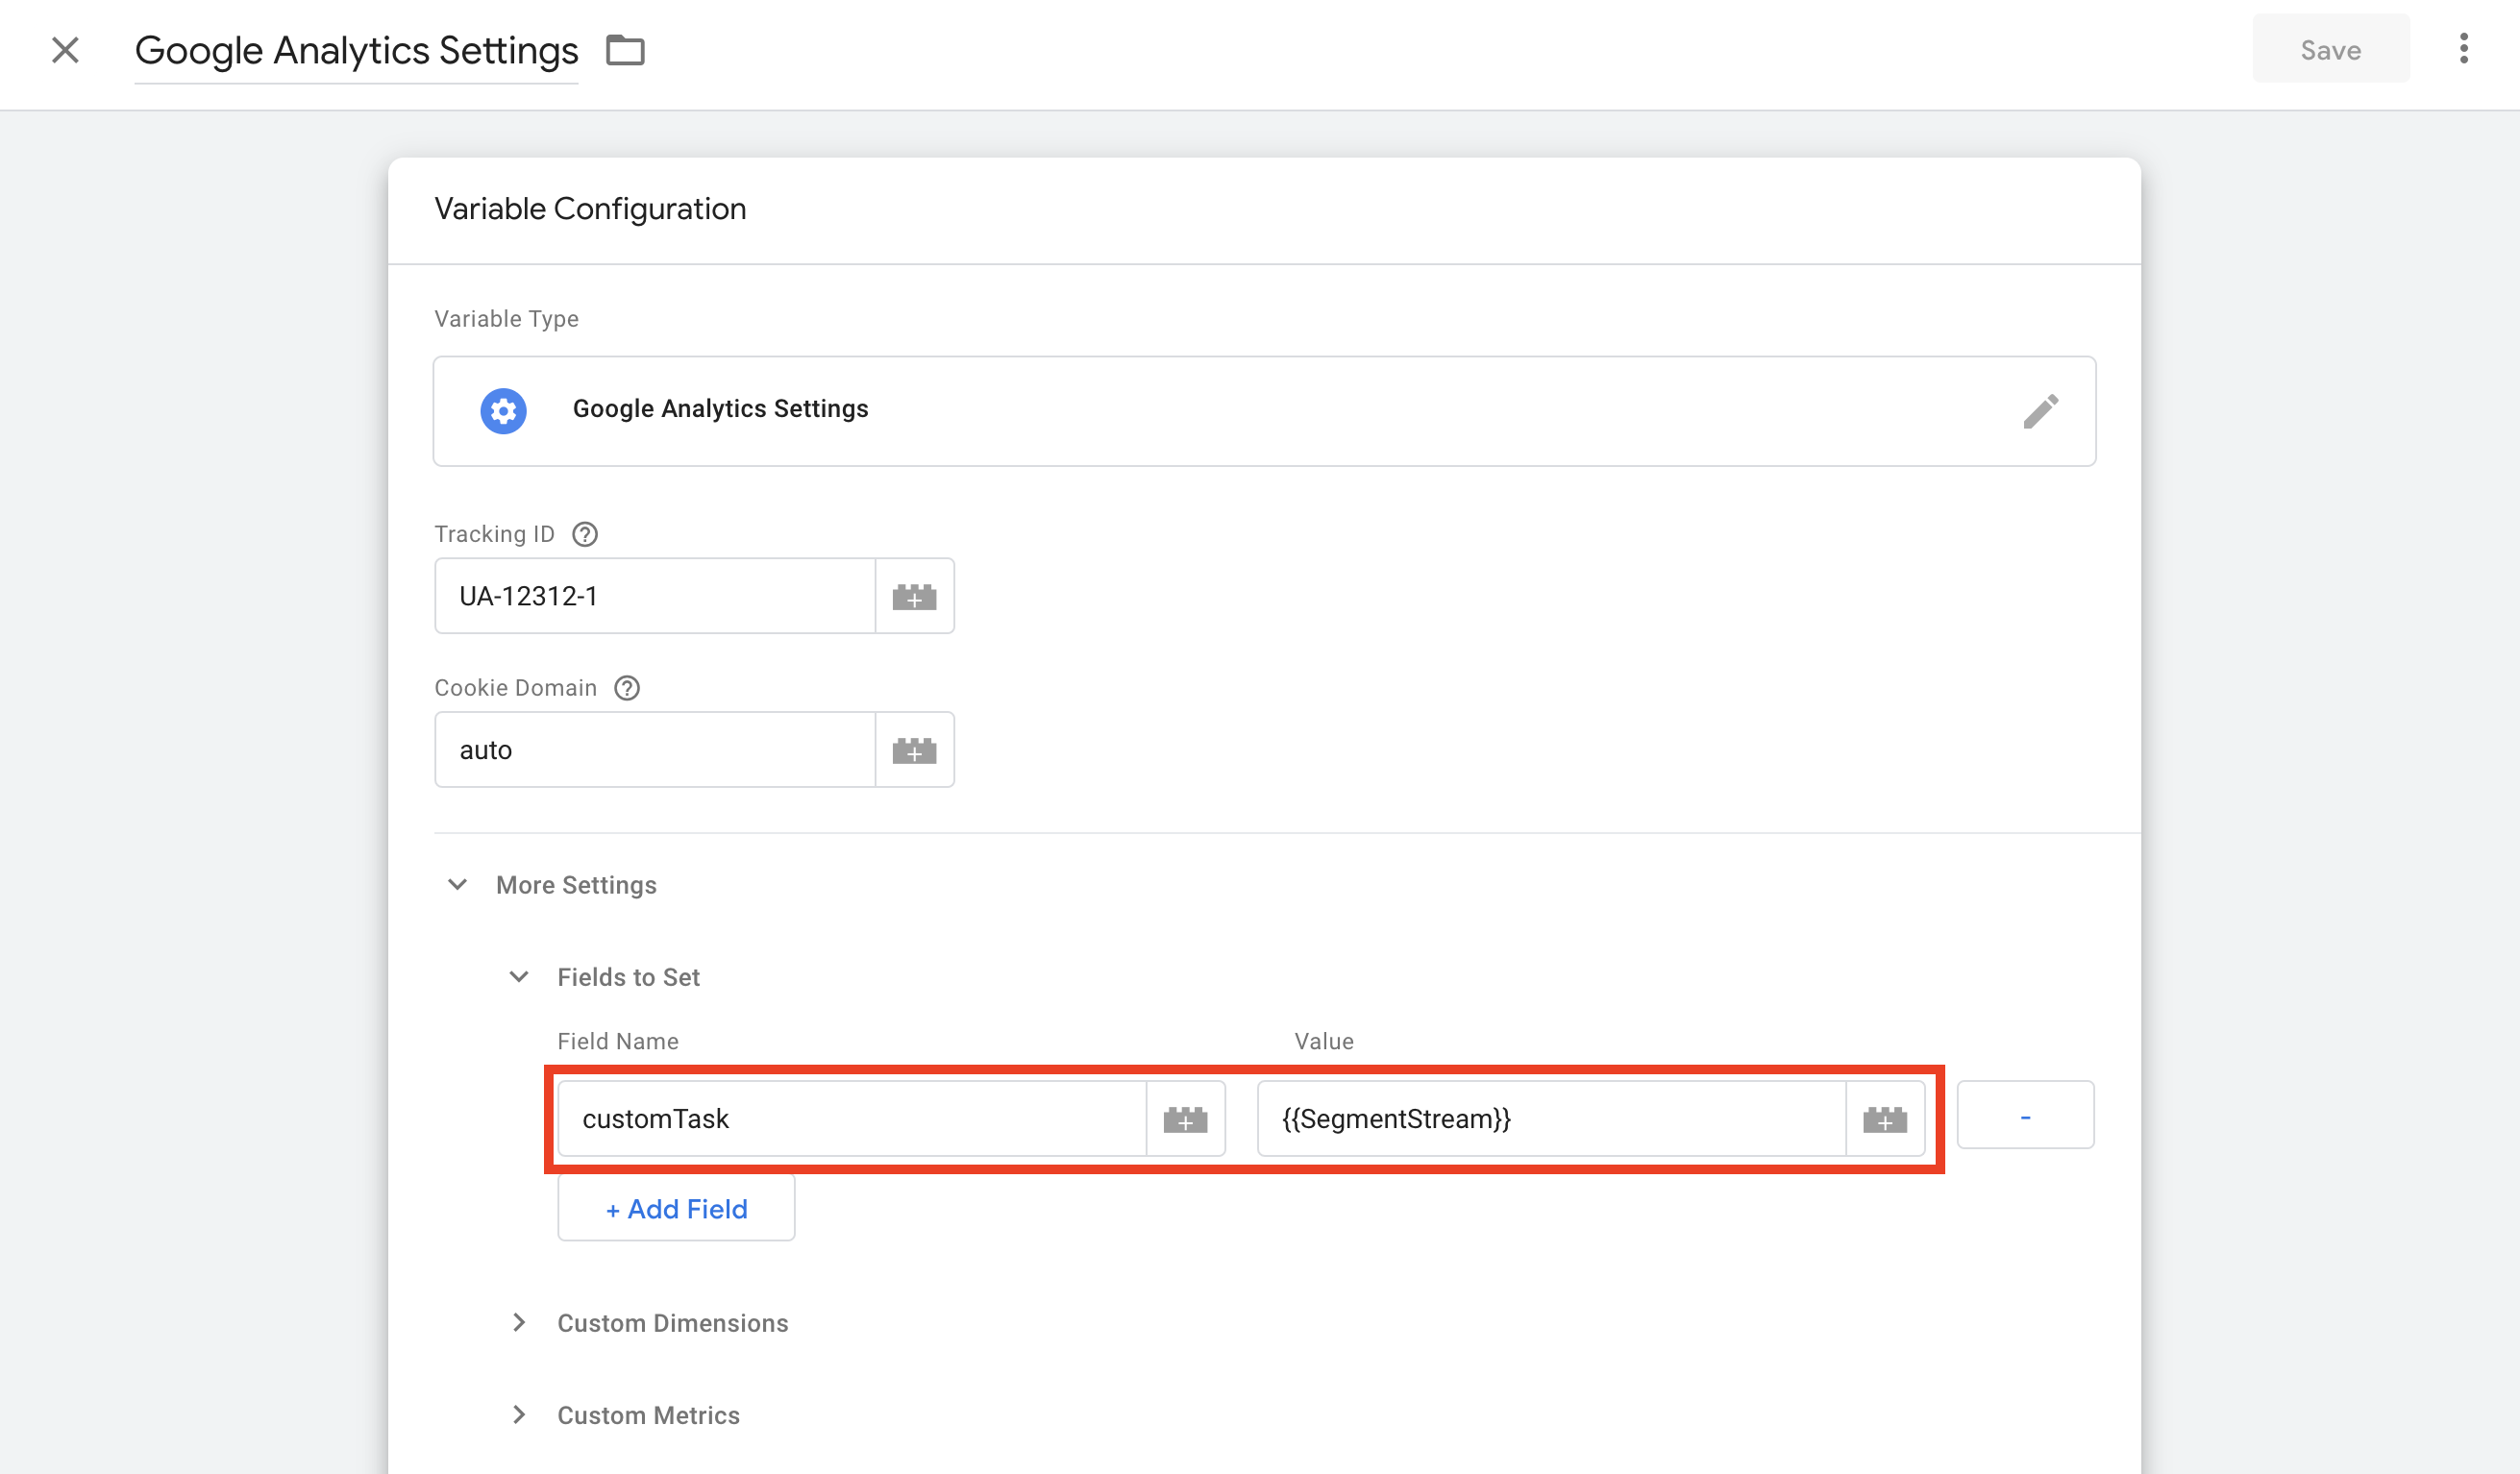 Google Analytics Settings
Save
Variable Configuration
Variable Type
Google Analytics Settings
Tracking ID
UA-12312-1
Cookie Domain
auto
More Settings
Fields to Set
Field Name Value
customTask {{SegmentStream}} -
+ Add Field
Custom Dimensions
Custom Metrics